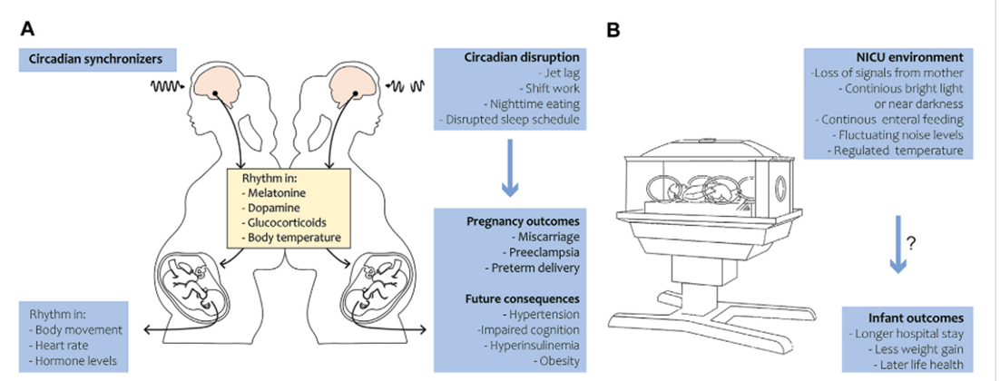 A
Circadian synchronizers
Rhythm in:
- Melatonine
- Dopamine
- Glucocorticoids
- Body temperature
Rhythm in:
- Body movement
- Heart rate
- Hormone levels
Circadian disruption
- Jet lag
- Shift work
- Nighttime eating
- Disrupted sleep schedule
Pregnancy outcomes
- Miscarriage
- Preeclampsia
- Preterm delivery
Future consequences
- Hypertension
-Impaired cognition
- Hyperinsulinemia
- Obesity
B
NICU environment
-Loss of signals from mother
- Continious bright light
or near darkness
- Continous enteral feeding
- Fluctuating noise levels
- Regulated temperature
?
Infant outcomes
- Longer hospital stay
- Less weight gain
- Later life health